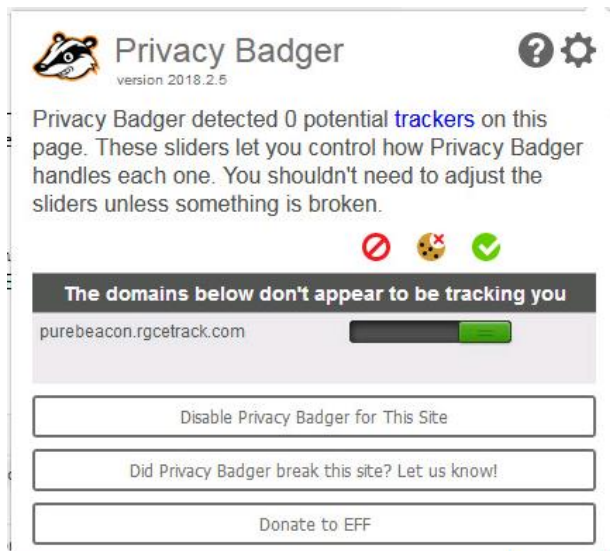 Privacy Badger
version 2018.2.5
Privacy Badger detected 0 potential trackers on this
page. These sliders let you control how Privacy Badger
handles each one. You shouldn't need to adjust the
sliders unless something is broken.
The domains below don't appear to be tracking you
purebeacon.rgcetrack.com
Disable Privacy Badger for This Site
Did Privacy Badger break this site? Let us know!
Donate to EFF